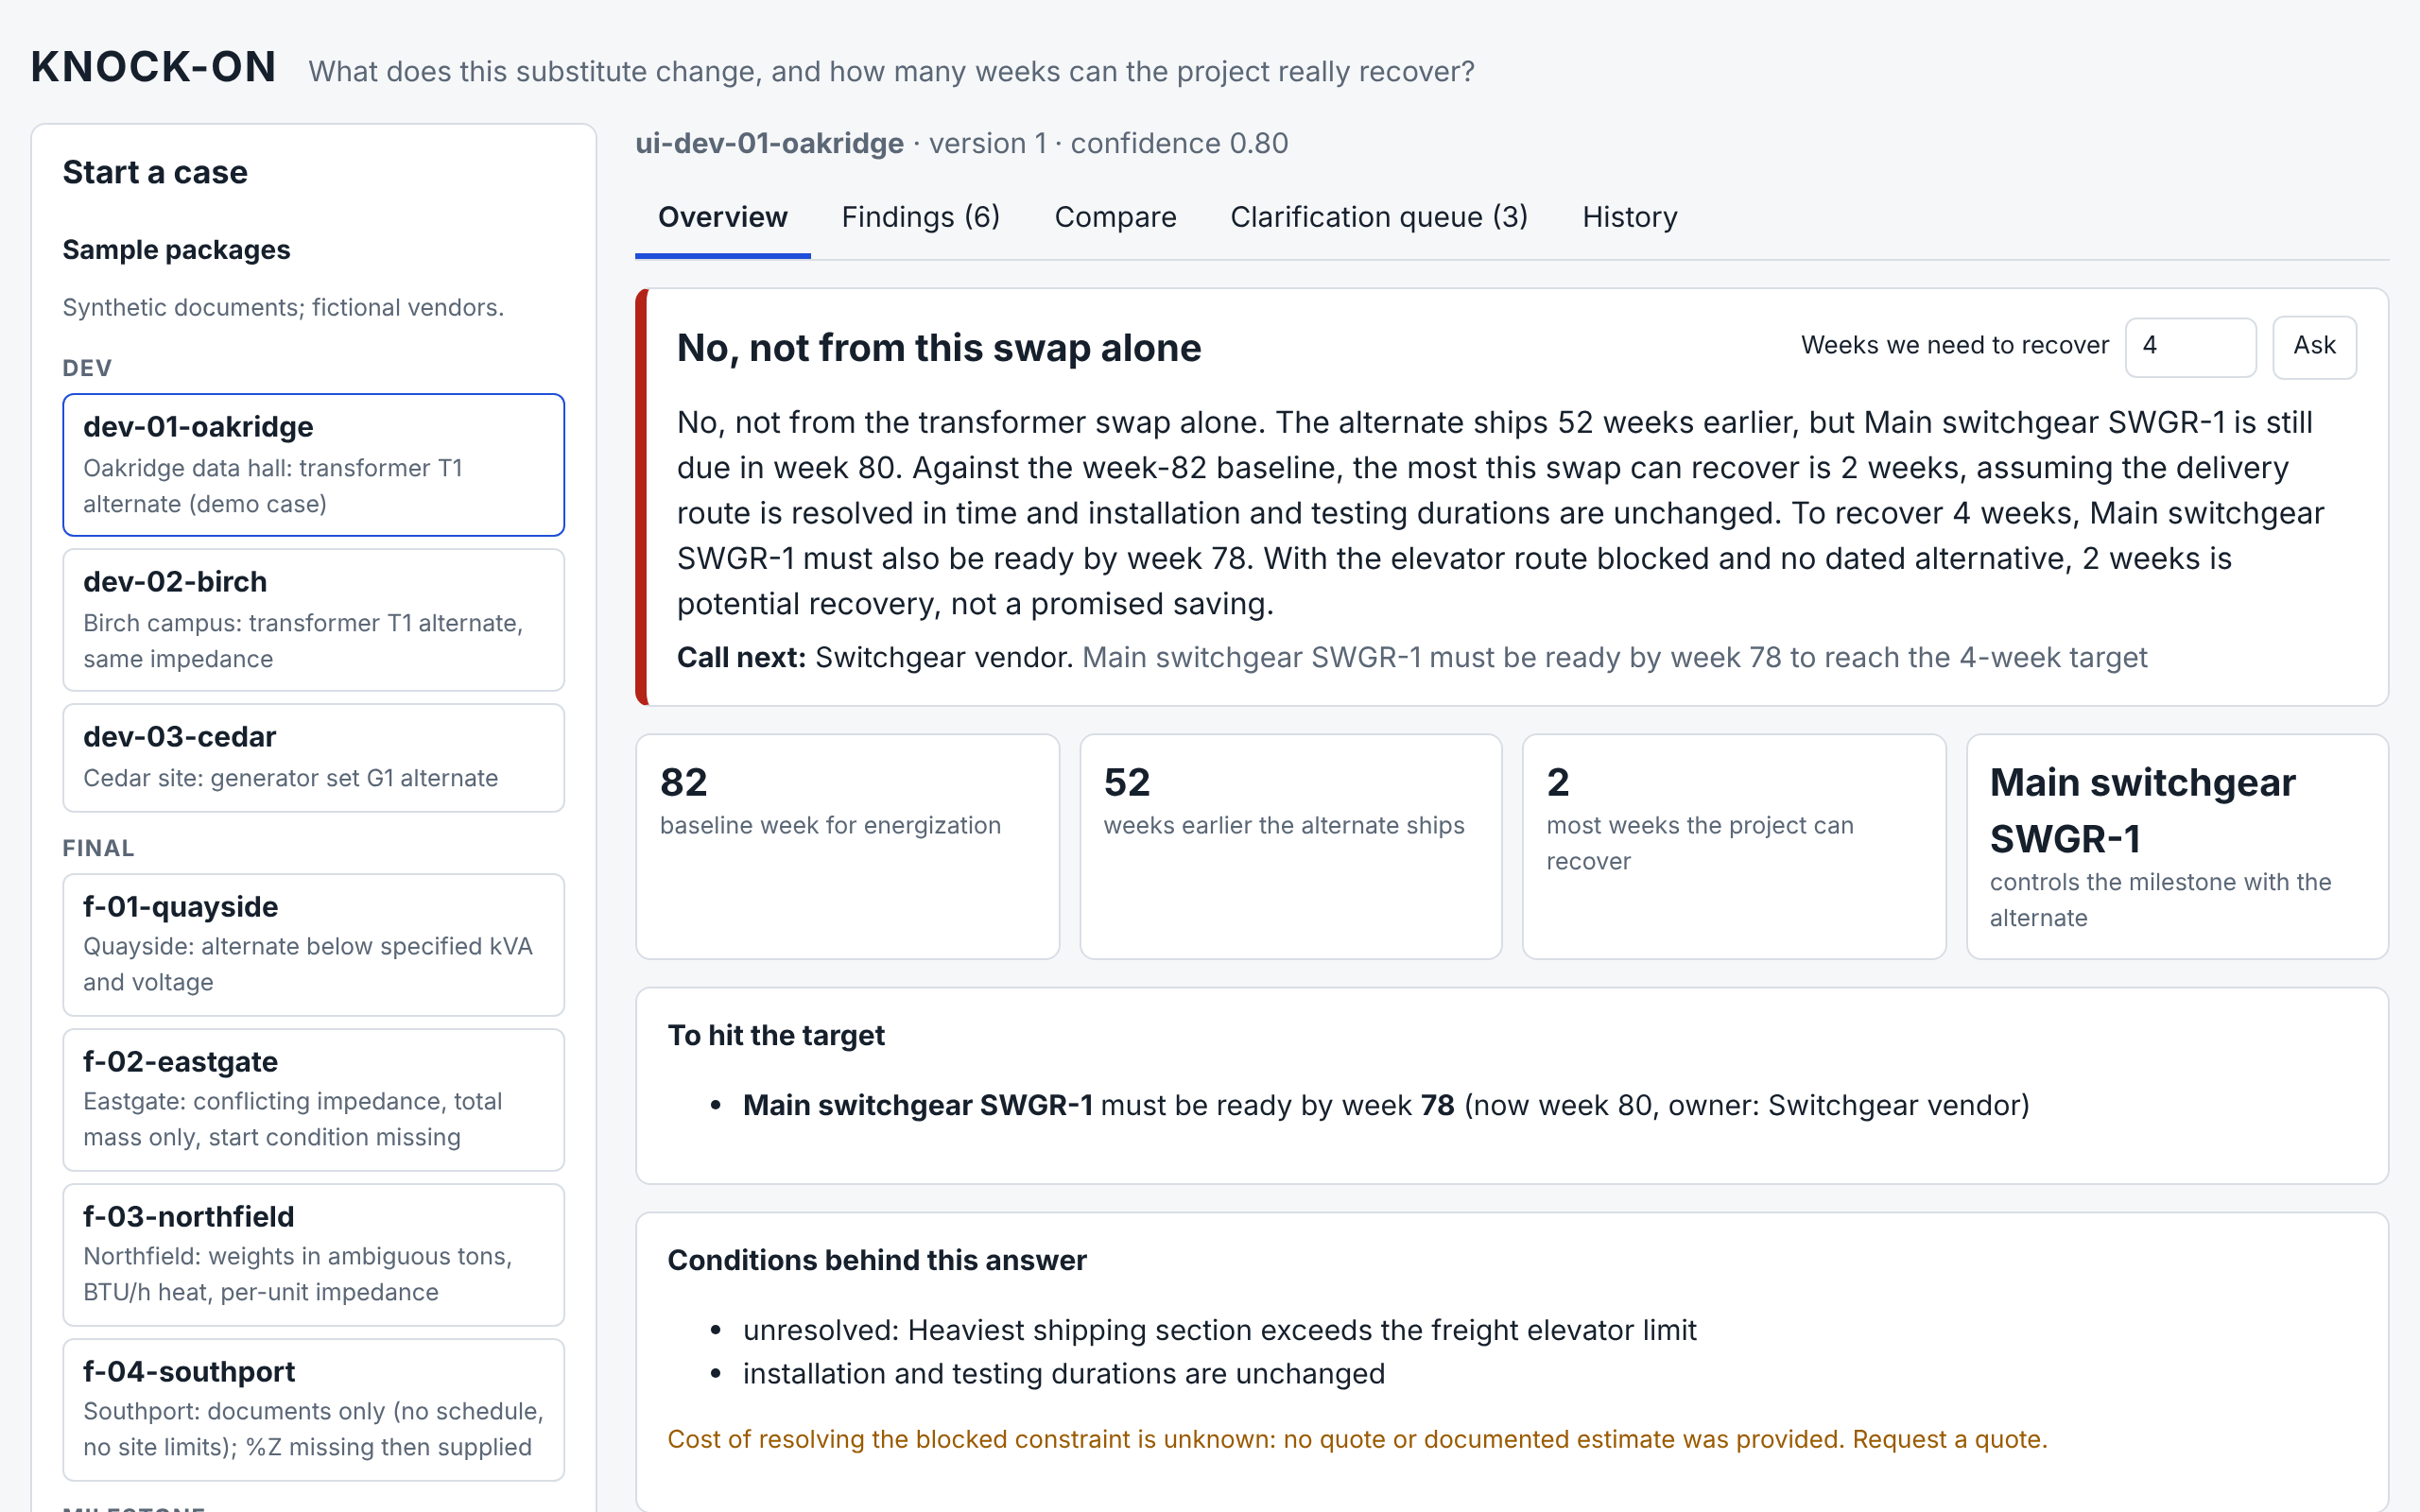 KNOCK-ON What does this substitute change, and how many weeks can the project really recover?
Start a case
Sample packages
Synthetic documents; fictional vendors.
DEV
dev-01-oakridge
Oakridge data hall: transformer T1
alternate (demo case)
dev-02-birch
Birch campus: transformer T1 alternate,
same impedance
dev-03-cedar
Cedar site: generator set G1 alternate
FINAL
f-01-quayside
Quayside: alternate below specified kVA
and voltage
f-02-eastgate
Eastgate: conflicting impedance, total
mass only, start condition missing
f-03-northfield
Northfield: weights in ambiguous tons,
BTU/h heat, per-unit impedance
f-04-southport
Southport: documents only (no schedule,
no site limits); %Z missing then supplied
ui-dev-01-oakridge · version 1 · confidence 0.80
Overview Findings (6) Compare Clarification queue (3) History
No, not from this swap alone
Weeks we need to recover 4 Ask
No, not from the transformer swap alone. The alternate ships 52 weeks earlier, but Main switchgear SWGR-1 is still
due in week 80. Against the week-82 baseline, the most this swap can recover is 2 weeks, assuming the delivery
route is resolved in time and installation and testing durations are unchanged. To recover 4 weeks, Main switchgear
SWGR-1 must also be ready by week 78. With the elevator route blocked and no dated alternative, 2 weeks is
potential recovery, not a promised saving.
Call next: Switchgear vendor. Main switchgear SWGR-1 must be ready by week 78 to reach the 4-week target
82
baseline week for energization
52
weeks earlier the alternate ships
2
most weeks the project can
recover
Main switchgear
SWGR-1
controls the milestone with the
alternate
To hit the target
• Main switchgear SWGR-1 must be ready by week 78 (now week 80, owner: Switchgear vendor)
Conditions behind this answer
• unresolved: Heaviest shipping section exceeds the freight elevator limit
• installation and testing durations are unchanged
Cost of resolving the blocked constraint is unknown: no quote or documented estimate was provided. Request a quote.